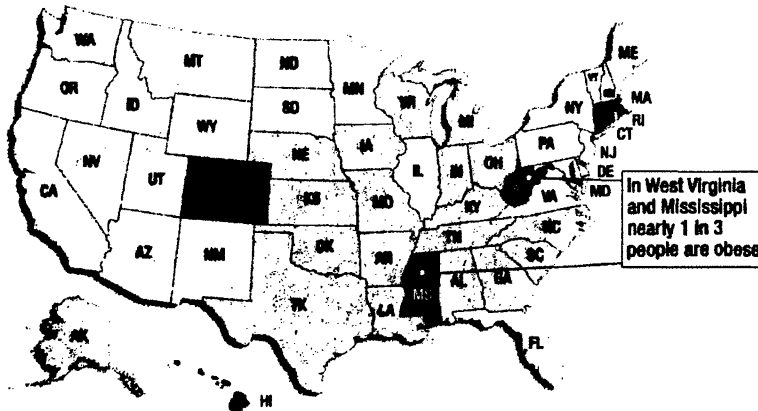 WA
MT
ND
MN
ME
OR
ID
SD
WI
VT
NH
MA
NY
RI
MI
CT
WY
PA
NJ
NE
IA
OH
DE
NV
IL
IN
MD
UT
CA
KS
MO
KY
VA
In West Virginia
and Mississippi
nearly 1 in 3
people are obese
NC
TN
OK
AZ
NM
AR
SC
MS
AL
GA
TX
LA
AK
FL
HI